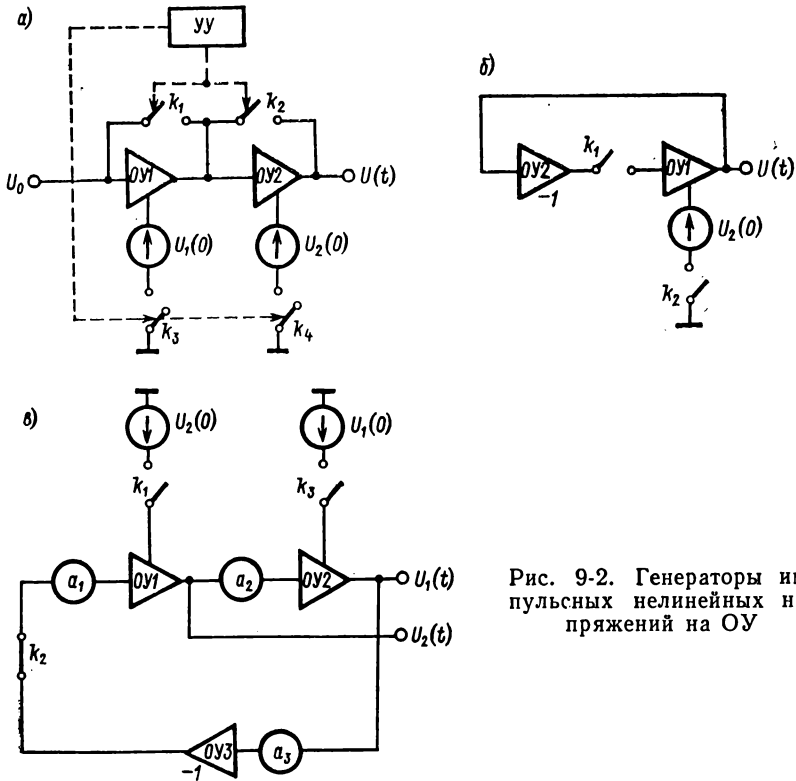 а)
УУ
k₁
k₂
U₀
ОУ1
ОУ2
U(t)
U₁(0)
U₂(0)
k₃
k₄
б)
ОУ2
-1
k₁
ОУ1
U(t)
U₂(0)
k₂
в)
U₂(0)
U₁(0)
k₁
k₃
a₁
ОУ1
a₂
ОУ2
U₁(t)
U₂(t)
k₂
ОУ3
-1
a₃
Рис. 9-2. Генераторы им
пульсных нелинейных н
пряжений на ОУ